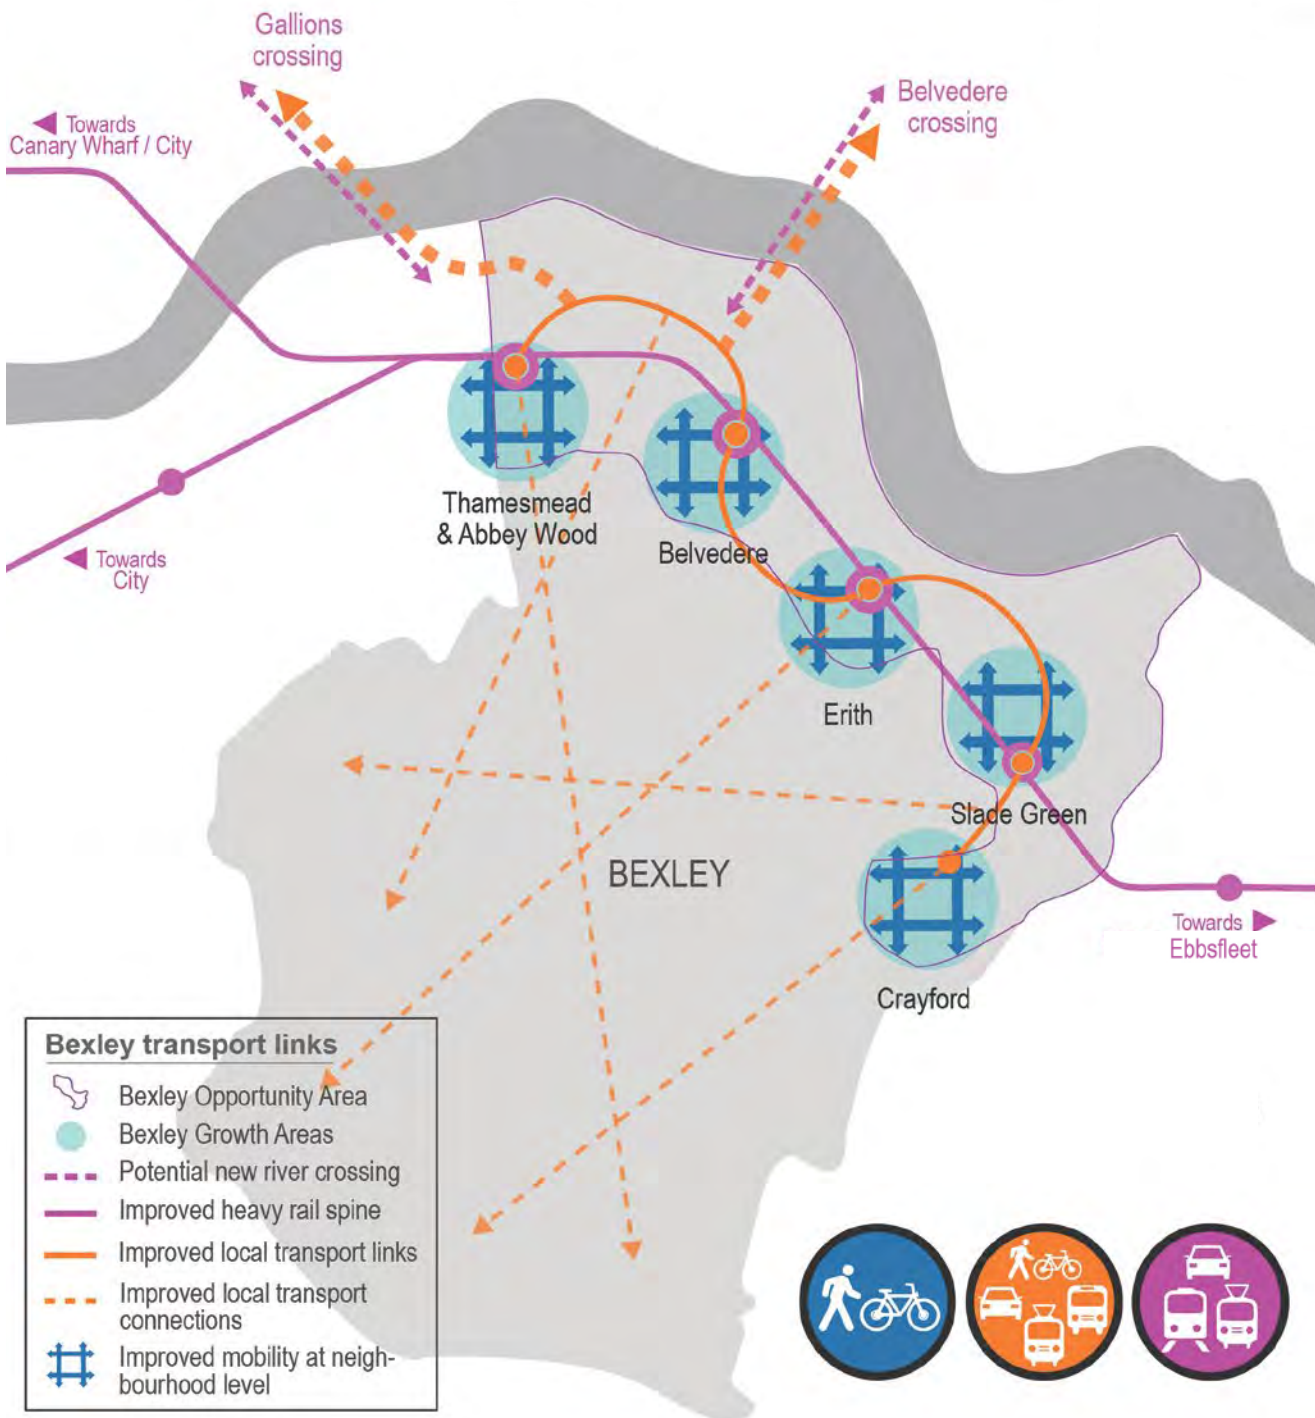 Gallions
crossing
Belvedere
crossing
Towards
Canary Wharf / City
Thamesmead
& Abbey Wood
Belvedere
Towards
City
Erith
Slade Green
BEXLEY
Towards
Ebbsfleet
Crayford
Bexley transport links
Bexley Opportunity Area
Bexley Growth Areas
Potential new river crossing
Improved heavy rail spine
Improved local transport links
Improved local transport
connections
Improved mobility at neigh-
bourhood level